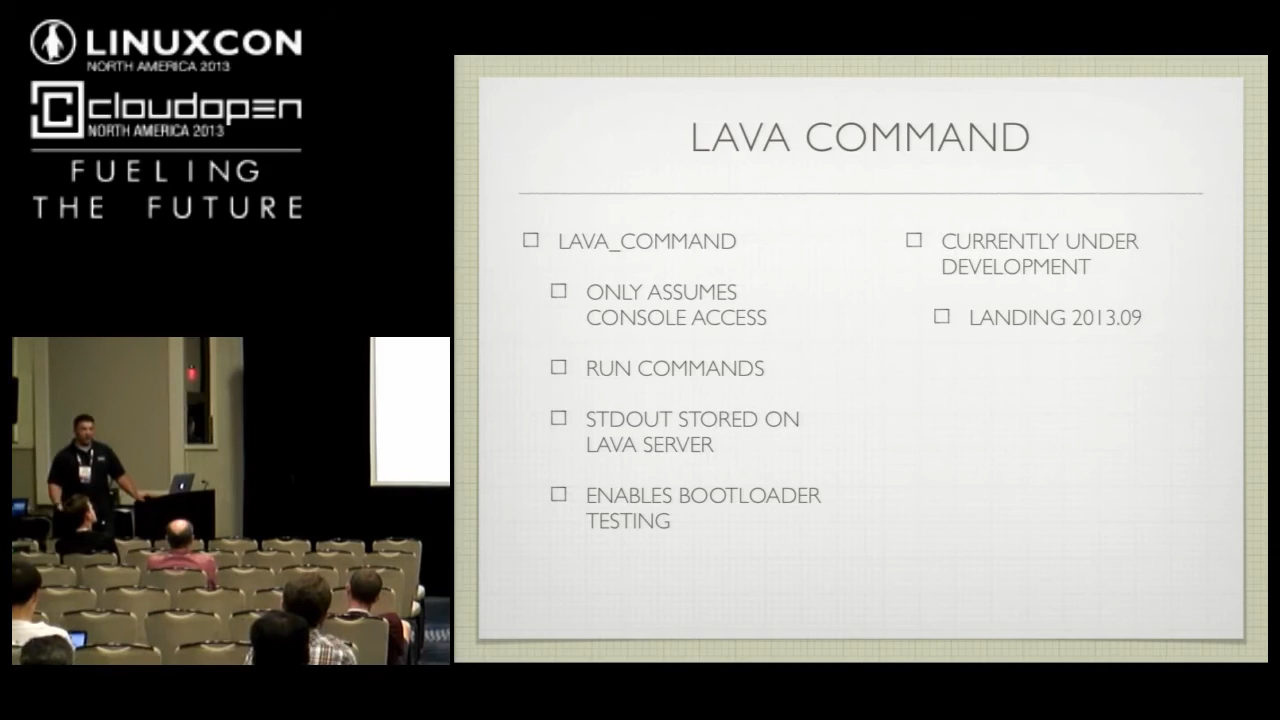 LINUXCON
NORTH AMERICA 2013
cloudopen
NORTH AMERICA 2013
FUELING
THE FUTURE
LAVA COMMAND
LAVA_COMMAND
ONLY ASSUMES
CONSOLE ACCESS
RUN COMMANDS
STDOUT STORED ON
LAVA SERVER
ENABLES BOOTLOADER
TESTING
CURRENTLY UNDER
DEVELOPMENT
LANDING 2013.09